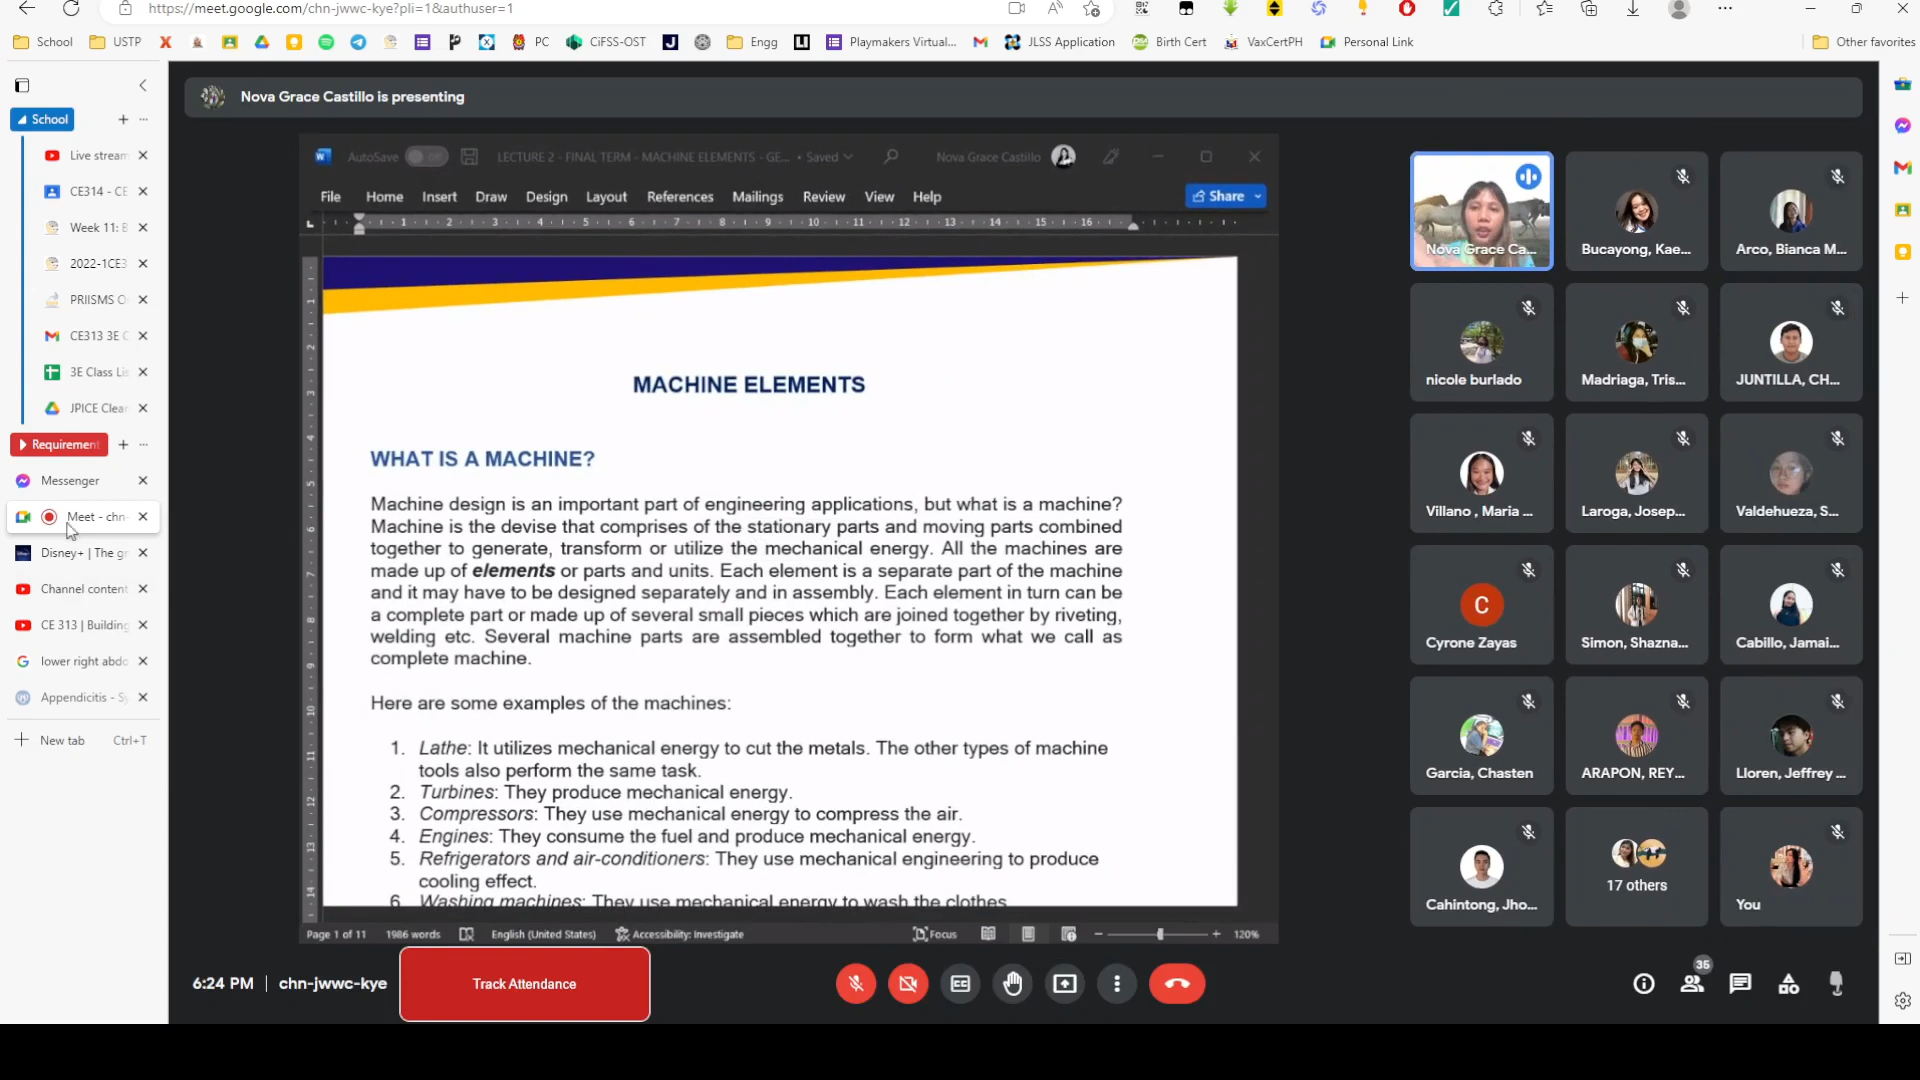 https://meet.google.com/chn-jwwc-kye?pli=1&authuser=1
School
USTP
PC
CiFSS-OST
Engg
Playmakers Virtual...
JLSS Application
Birth Cert
VaxCertPH
Personal Link
Other favorites
School
Live stream
CE314 - CE
Week 11: B
2022-1CE3
PRIISMS O
CE313 3E C
3E Class Lis
JPICE Clear
Requirement
Messenger
Meet - chn-
Disney+ | The gr
Channel content
CE 313 | Building
lower right abdo
Appendicitis - Sy
New tab Ctrl+T
Nova Grace Castillo is presenting
AutoSave Off LECTURE 2 - FINAL TERM - MACHINE ELEMENTS - GE... • Saved Nova Grace Castillo
File Home Insert Draw Design Layout References Mailings Review View Help Share
MACHINE ELEMENTS
WHAT IS A MACHINE?
Machine design is an important part of engineering applications, but what is a machine?
Machine is the devise that comprises of the stationary parts and moving parts combined
together to generate, transform or utilize the mechanical energy. All the machines are
made up of elements or parts and units. Each element is a separate part of the machine
and it may have to be designed separately and in assembly. Each element in turn can be
a complete part or made up of several small pieces which are joined together by riveting,
welding etc. Several machine parts are assembled together to form what we call as
complete machine.
Here are some examples of the machines:
1. Lathe: It utilizes mechanical energy to cut the metals. The other types of machine
tools also perform the same task.
2. Turbines: They produce mechanical energy.
3. Compressors: They use mechanical energy to compress the air.
4. Engines: They consume the fuel and produce mechanical energy.
5. Refrigerators and air-conditioners: They use mechanical engineering to produce
cooling effect.
6. Washing machines: They use mechanical energy to wash the clothes
Page 1 of 11 1986 words English (United States) Accessibility: Investigate Focus 120%
Nova Grace Ca...
Bucayong, Kae...
Arco, Bianca M...
nicole burlado
Madriaga, Tris...
JUNTILLA, CH...
Villano , Maria ...
Laroga, Josep...
Valdehueza, S...
C
Cyrone Zayas
Simon, Shazna...
Cabillo, Jamai...
Garcia, Chasten
ARAPON, REY...
Lloren, Jeffrey ...
Cahintong, Jho...
17 others
You
6:24 PM | chn-jwwc-kye
Track Attendance
35